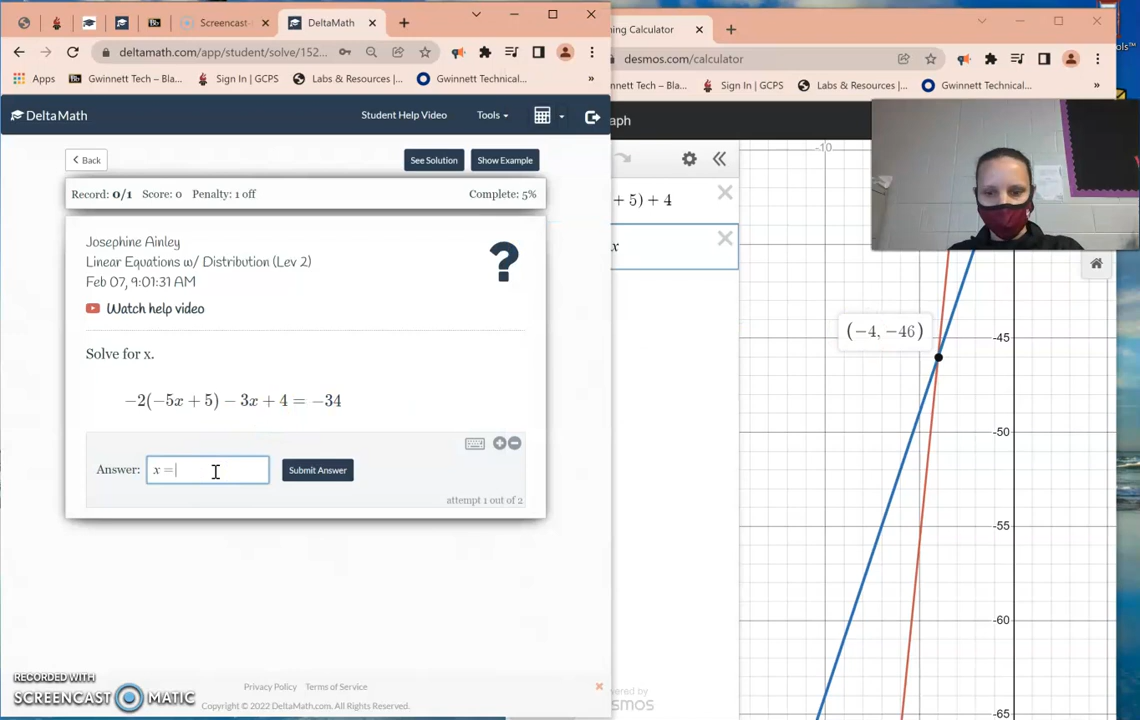 Screencast-
DeltaMath
ning Calculator
deltamath.com/app/student/solve/152...
desmos.com/calculator
Apps
Bb
Gwinnett Tech – Bla...
Sign In | GCPS
Labs & Resources |...
Gwinnett Technical...
»
nett Tech – Bla...
Sign In | GCPS
Labs & Resources |...
Gwinnett Technical...
»
DeltaMath
Student Help Video
Tools
aph
Back
See Solution
Show Example
Record: 0/1 Score: 0 Penalty: 1 off
Complete: 5%
+ 5) + 4
x
-10
Josephine Ainley
Linear Equations w/ Distribution (Lev 2)
Feb 07, 9:01:31 AM
?
Watch help video
Solve for x.
−2(−5x + 5) − 3x + 4 = −34
Answer:
x =
Submit Answer
attempt 1 out of 2
(−4, −46)
-45
-50
-55
-60
-65
RECORDED WITH
SCREENCAST MATIC
Privacy Policy
Terms of Service
Copyright © 2022 DeltaMath.com. All Rights Reserved.
wered by
smos